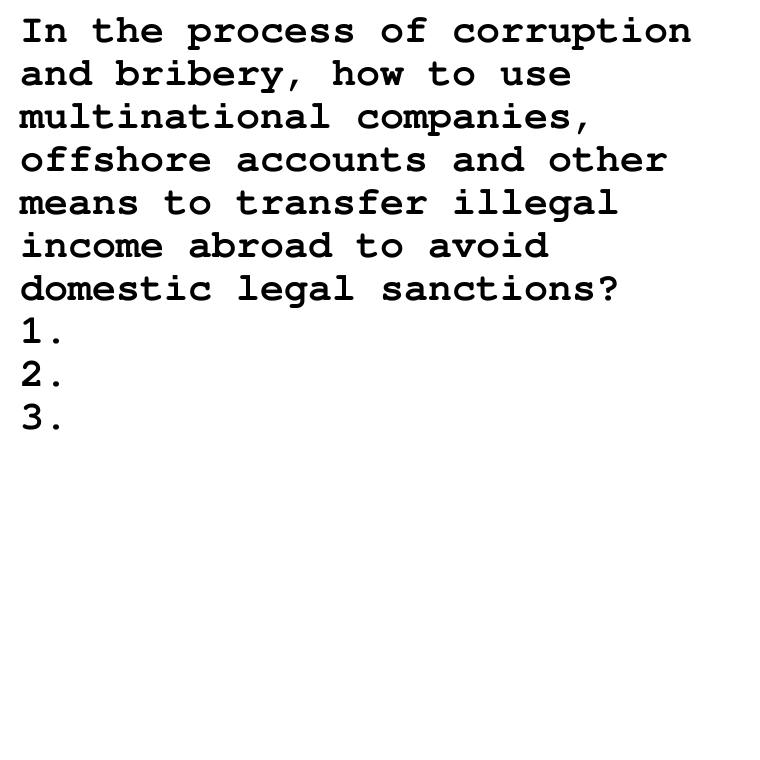 In the process of corruption
and bribery, how to use
multinational companies,
offshore accounts and other
means to transfer illegal
income abroad to avoid
domestic legal sanctions?
1.
2.
3.